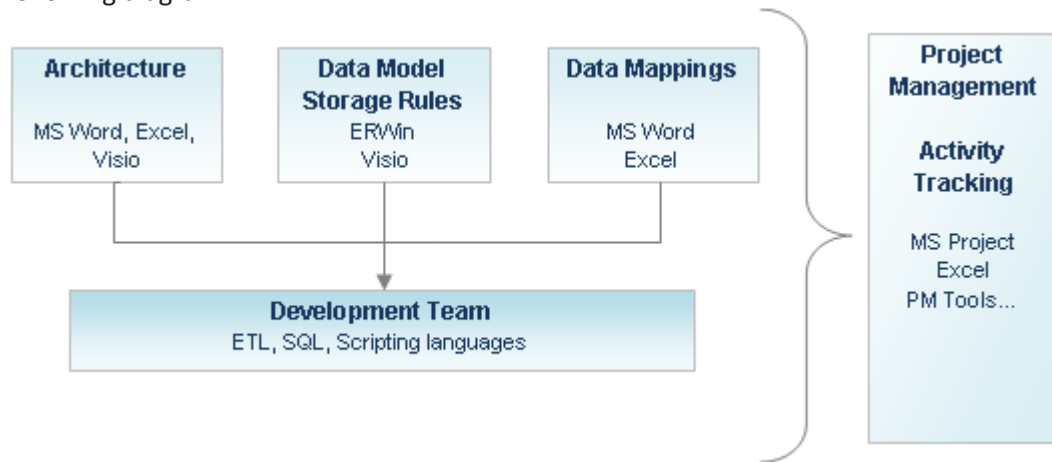 Architecture
MS Word, Excel,
Visio
Data Model
Storage Rules
ERWin
Visio
Data Mappings
MS Word
Excel
Development Team
ETL, SQL, Scripting languages
Project
Management
Activity
Tracking
MS Project
Excel
PM Tools...